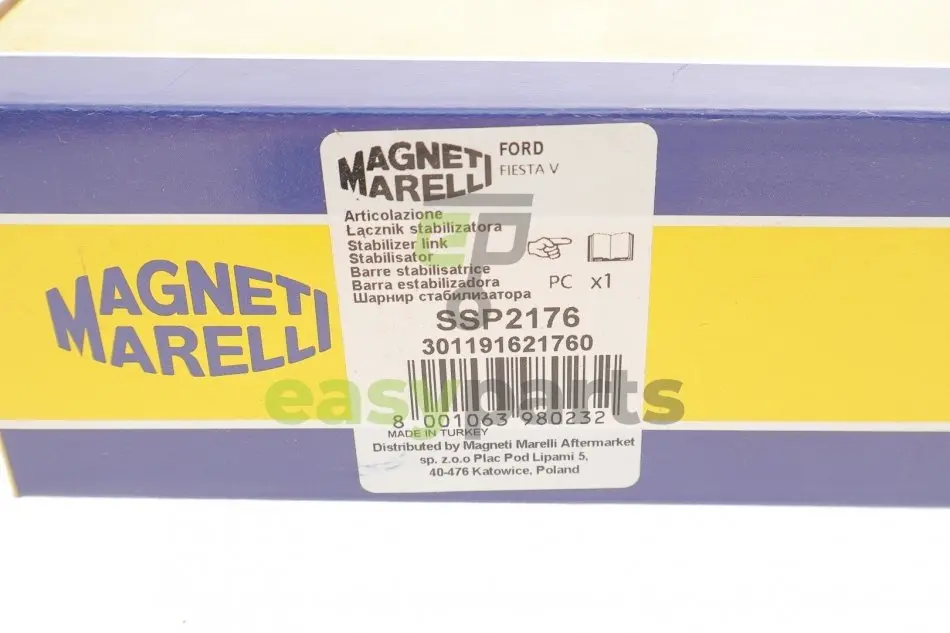 MAGNETI
MARELLI
MAGNETI
MARELLI
FORD
FIESTA V
Articolazione
Łącznik stabilizatora
Stabilizer link
Stabilisator
Barre stabilisatrice
Barra estabilizadora
Шарнир стабилизатора
PC x1
SSP2176
301191621760
8 001063 980232
MADE IN TURKEY
Distributed by Magneti Marelli Aftermarket
sp. z.o.o Plac Pod Lipami 5,
40-476 Katowice, Poland
easyparts